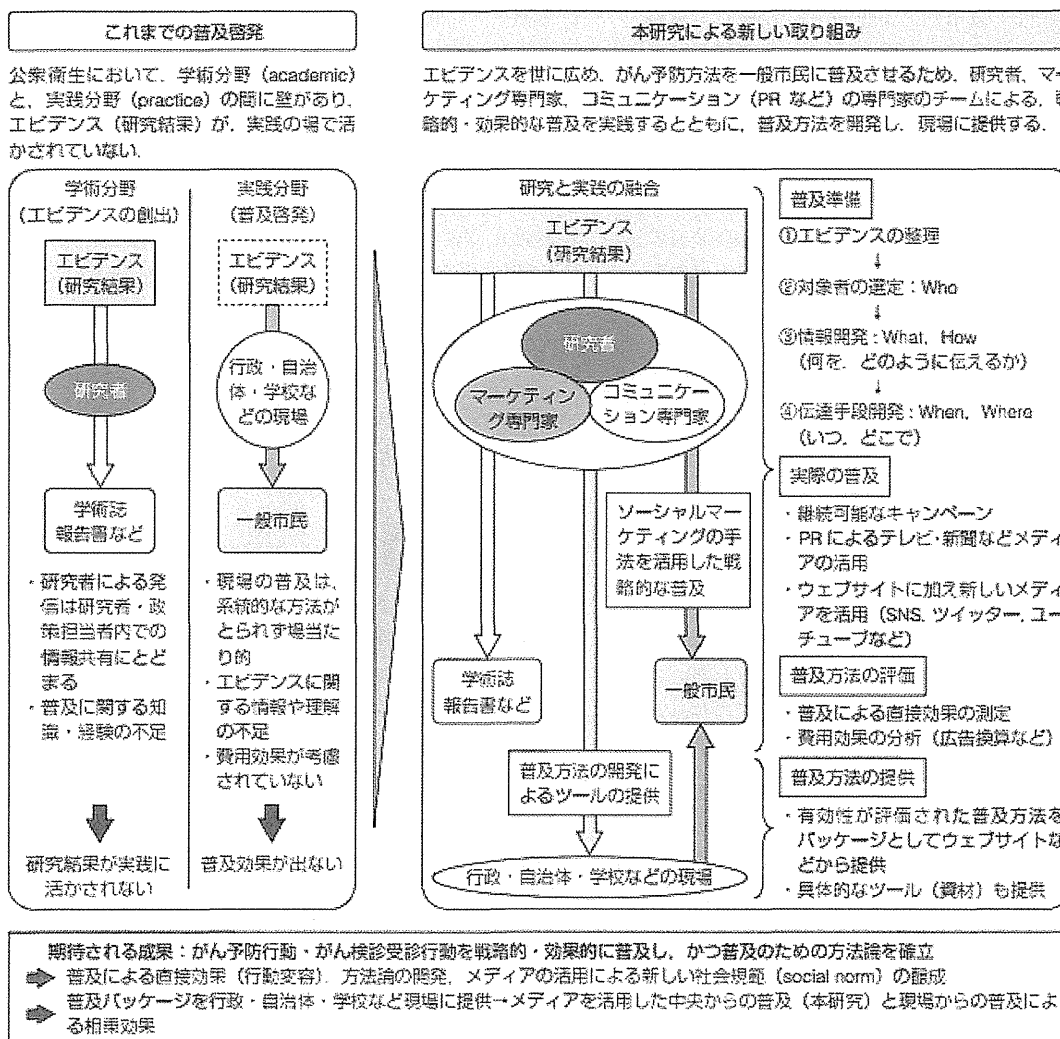 これまでの普及啓発
公衆衛生において，学術分野（academic）
と，実践分野（practice）の間に壁があり，
エビデンス（研究結果）が，実践の場で活
かされていない．
学術分野
（エビデンスの創出）
エビデンス
（研究結果）
研究者
学術誌
報告書など
・研究者による発
信は研究者・政
策担当者内での
情報共有にとど
まる
・普及に関する知
識・経験の不足
研究結果が実践に
活かされない
実践分野
（普及啓発）
エビデンス
（研究結果）
行政・自治
体・学校な
どの現場
一般市民
・現場の普及は、
系統的な方法が
とられず場当た
り的
・エビデンスに関
する情報や理解
の不足
・費用効果が考慮
されていない
普及効果が出ない
本研究による新しい取り組み
エビデンスを世に広め，がん予防方法を一般市民に普及させるため，研究者，マー
ケティング専門家，コミュニケーション（PR など）の専門家のチームによる，
略的・効果的な普及を実践するとともに，普及方法を開発し，現場に提供する．
研究と実践の融合
エビデンス
（研究結果）
研究者
マーケティン
グ専門家
コミュニケー
ション専門家
ソーシャルマー
ケティングの手
法を活用した戦
略的な普及
学術誌
報告書など
一般市民
普及方法の開発に
よるツールの提供
行政・自治体・学校などの現場
普及準備
①エビデンスの整理
↓
②対象者の選定：Who
↓
③情報開発：What，How
（何を，どのように伝えるか）
↓
④伝達手段開発：When，Where
（いつ，どこで）
実際の普及
・継続可能なキャンペーン
・PR によるテレビ・新聞などメディ
アの活用
・ウェブサイトに加え新しいメディ
アを活用（SNS，ツイッター，ユー
チューブなど）
普及方法の評価
・普及による直接効果の測定
・費用効果の分析（広告換算など）
普及方法の提供
・有効性が評価された普及方法を
パッケージとしてウェブサイトな
どから提供
・具体的なツール（資材）も提供
期待される成果：がん予防行動・がん検診受診行動を戦略的・効果的に普及し，かつ普及のための方法論を確立
普及による直接効果（行動変容），方法論の開発，メディアの活用による新しい社会規範（social norm）の醸成
普及パッケージを行政・自治体・学校など現場に提供→メディアを活用した中央からの普及（本研究）と現場からの普及によ
る相乗効果